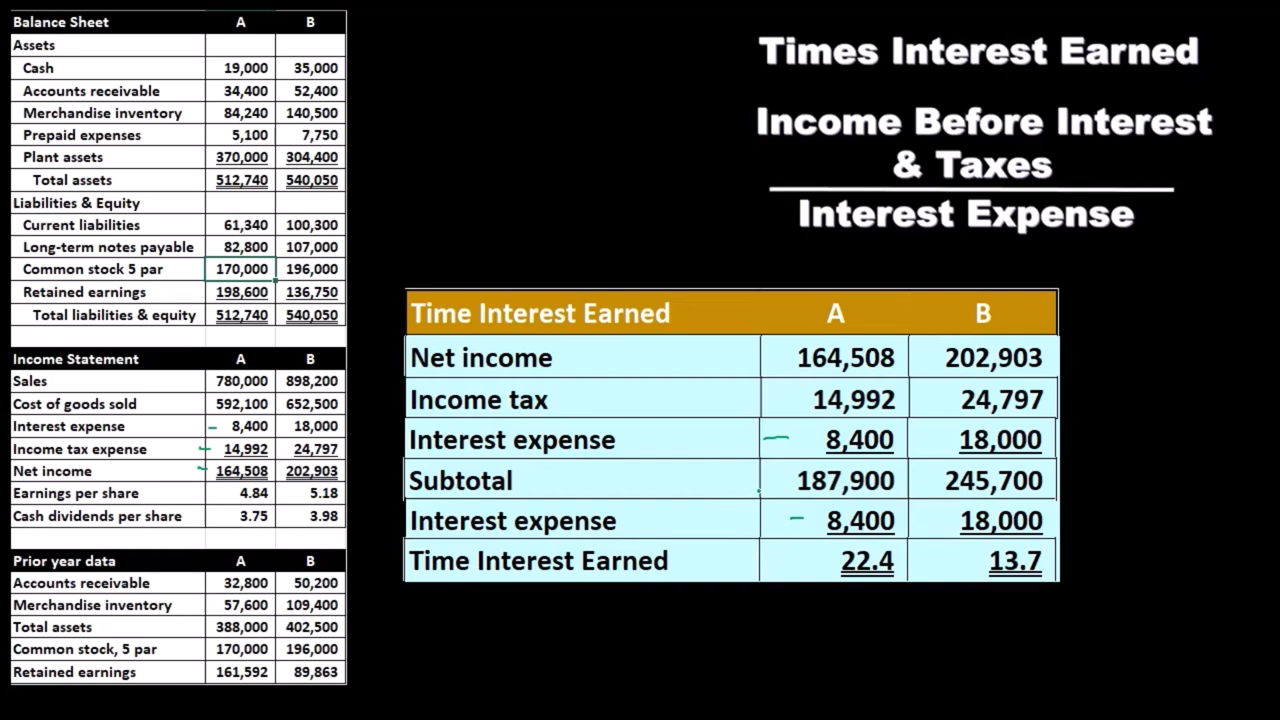 Balance Sheet A B
Assets
Cash 19,000 35,000
Accounts receivable 34,400 52,400
Merchandise inventory 84,240 140,500
Prepaid expenses 5,100 7,750
Plant assets 370,000 304,400
Total assets 512,740 540,050
Liabilities & Equity
Current liabilities 61,340 100,300
Long-term notes payable 82,800 107,000
Common stock 5 par 170,000 196,000
Retained earnings 198,600 136,750
Total liabilities & equity 512,740 540,050
Income Statement A B
Sales 780,000 898,200
Cost of goods sold 592,100 652,500
Interest expense 8,400 18,000
Income tax expense 14,992 24,797
Net income 164,508 202,903
Earnings per share 4.84 5.18
Cash dividends per share 3.75 3.98
Prior year data A B
Accounts receivable 32,800 50,200
Merchandise inventory 57,600 109,400
Total assets 388,000 402,500
Common stock, 5 par 170,000 196,000
Retained earnings 161,592 89,863
Times Interest Earned
Income Before Interest
& Taxes
Interest Expense
Time Interest Earned A B
Net income 164,508 202,903
Income tax 14,992 24,797
Interest expense 8,400 18,000
Subtotal 187,900 245,700
Interest expense 8,400 18,000
Time Interest Earned 22.4 13.7